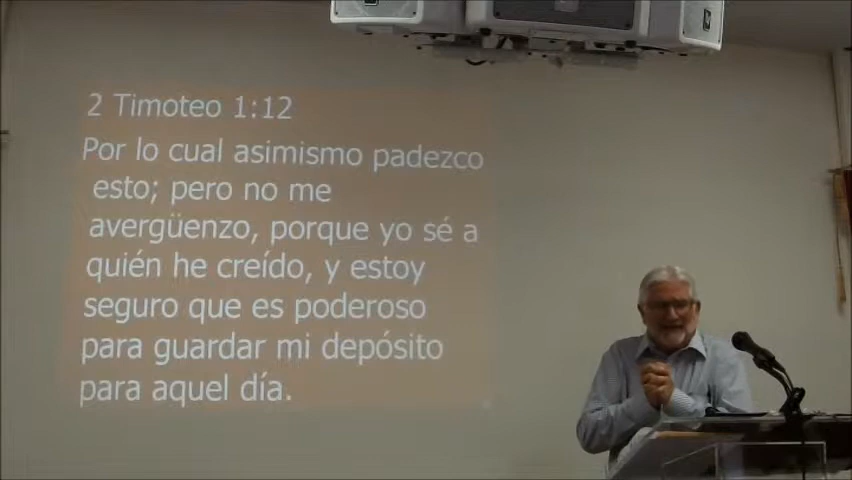 2 Timoteo 1:12
Por lo cual asimismo padezco
esto; pero no me
avergüenzo, porque yo sé a
quién he creído, y estoy
seguro que es poderoso
para guardar mi depósito
para aquel día.